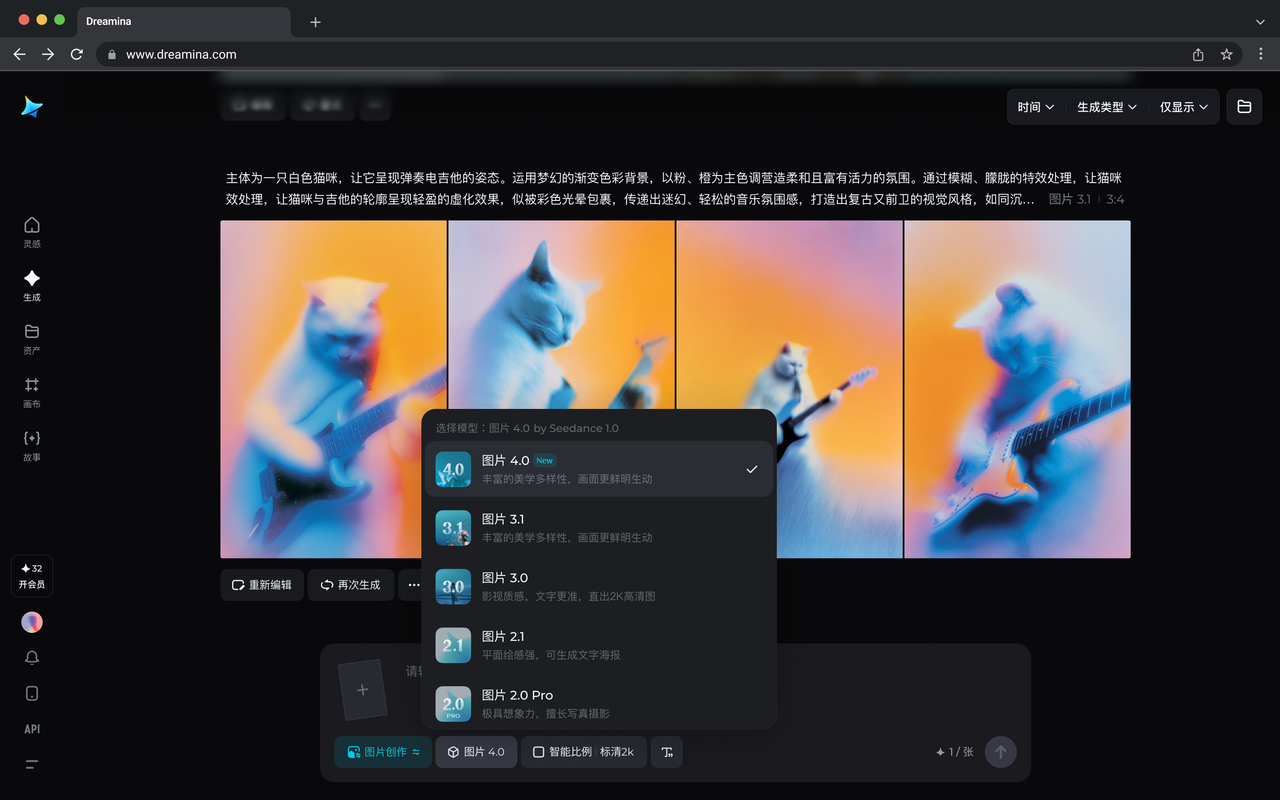 Dreamina
www.dreamina.com
时间
生成类型
仅显示
主体为一只白色猫咪，让它呈现弹奏电吉他的姿态。运用梦幻的渐变色彩背景，以粉、橙为主色调营造柔和且富有活力的氛围。通过模糊、朦胧的特效处理，让猫咪
效处理，让猫咪与吉他的轮廓呈现轻盈的虚化效果，似被彩色光晕包裹，传递出迷幻、轻松的音乐氛围感，打造出复古又前卫的视觉风格，如同沉... 图片 3.1 | 3:4
灵感
生成
资产
画布
故事
32
开会员
API
选择模型：图片 4.0 by Seedance 1.0
4.0
图片 4.0 New
丰富的美学多样性，画面更鲜明生动
3.1
图片 3.1
丰富的美学多样性，画面更鲜明生动
3.0
图片 3.0
影视质感，文字更准，直出2K高清图
2.1
图片 2.1
平面绘感强，可生成文字海报
2.0
PRO
图片 2.0 Pro
极具想象力，擅长写真摄影
重新编辑
再次生成
图片创作
图片 4.0
智能比例 | 标清2k
1 / 张